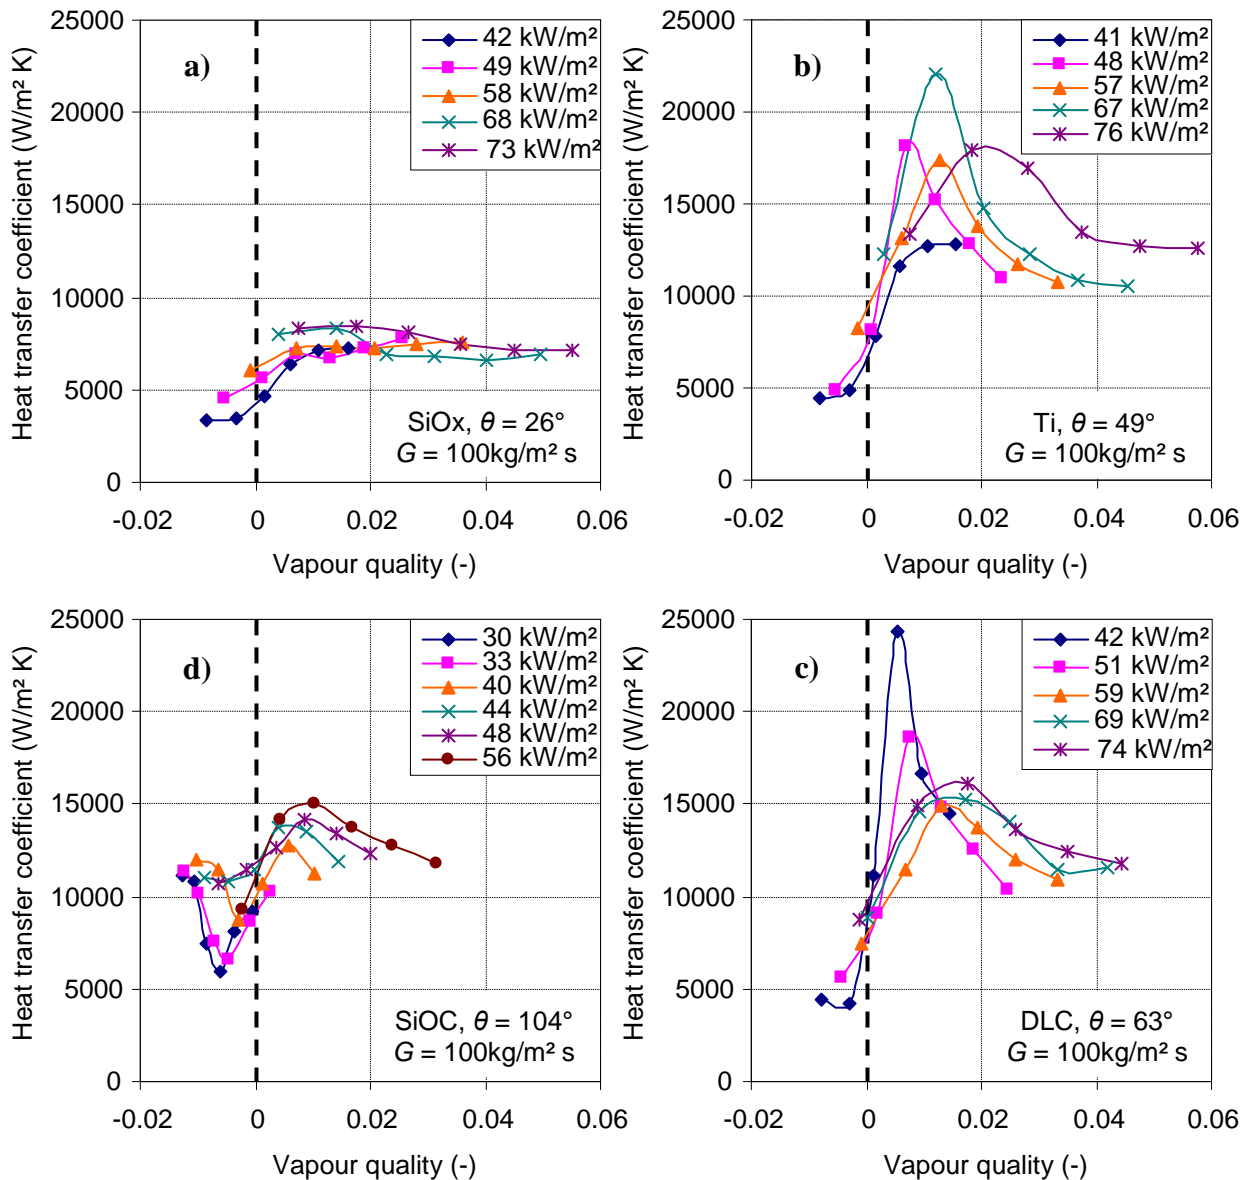 Heat transfer coefficient (W/m² K)
25000
20000
15000
10000
5000
0
-0.02
0
0.02
0.04
0.06
Vapour quality (-)
a)
42 kW/m²
49 kW/m²
58 kW/m²
68 kW/m²
73 kW/m²
SiOx, θ = 26°
G = 100kg/m² s
Heat transfer coefficient (W/m² K)
25000
20000
15000
10000
5000
0
-0.02
0
0.02
0.04
0.06
Vapour quality (-)
b)
41 kW/m²
48 kW/m²
57 kW/m²
67 kW/m²
76 kW/m²
Ti, θ = 49°
G = 100kg/m² s
Heat transfer coefficient (W/m² K)
25000
20000
15000
10000
5000
0
-0.02
0
0.02
0.04
0.06
Vapour quality (-)
d)
30 kW/m²
33 kW/m²
40 kW/m²
44 kW/m²
48 kW/m²
56 kW/m²
SiOC, θ = 104°
G = 100kg/m² s
Heat transfer coefficient (W/m² K)
25000
20000
15000
10000
5000
0
-0.02
0
0.02
0.04
0.06
Vapour quality (-)
c)
42 kW/m²
51 kW/m²
59 kW/m²
69 kW/m²
74 kW/m²
DLC, θ = 63°
G = 100kg/m² s